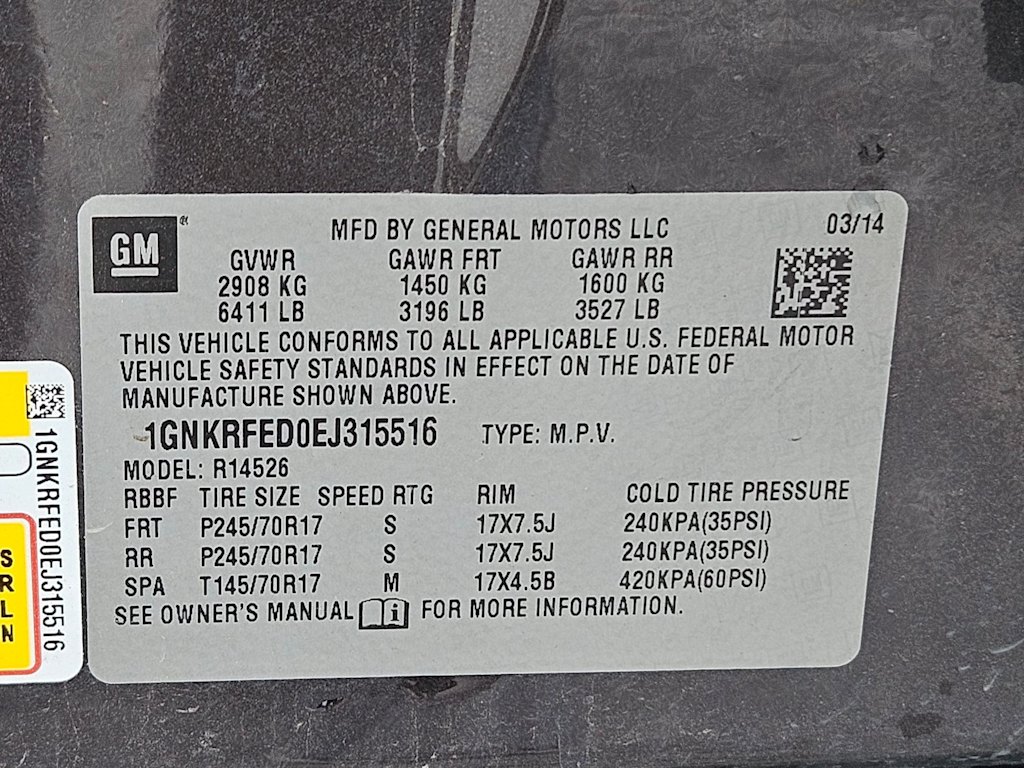 GM ®
MFD BY GENERAL MOTORS LLC 03/14
GVWR GAWR FRT GAWR RR
2908 KG 1450 KG 1600 KG
6411 LB 3196 LB 3527 LB
THIS VEHICLE CONFORMS TO ALL APPLICABLE U.S. FEDERAL MOTOR
VEHICLE SAFETY STANDARDS IN EFFECT ON THE DATE OF
MANUFACTURE SHOWN ABOVE.
1GNKRFED0EJ315516 TYPE: M.P.V.
MODEL: R14526
RBBF TIRE SIZE SPEED RTG RIM COLD TIRE PRESSURE
FRT P245/70R17 S 17X7.5J 240KPA(35PSI)
RR P245/70R17 S 17X7.5J 240KPA(35PSI)
SPA T145/70R17 M 17X4.5B 420KPA(60PSI)
SEE OWNER'S MANUAL i FOR MORE INFORMATION.
1GNKRFED0EJ315516
S
R
L
N